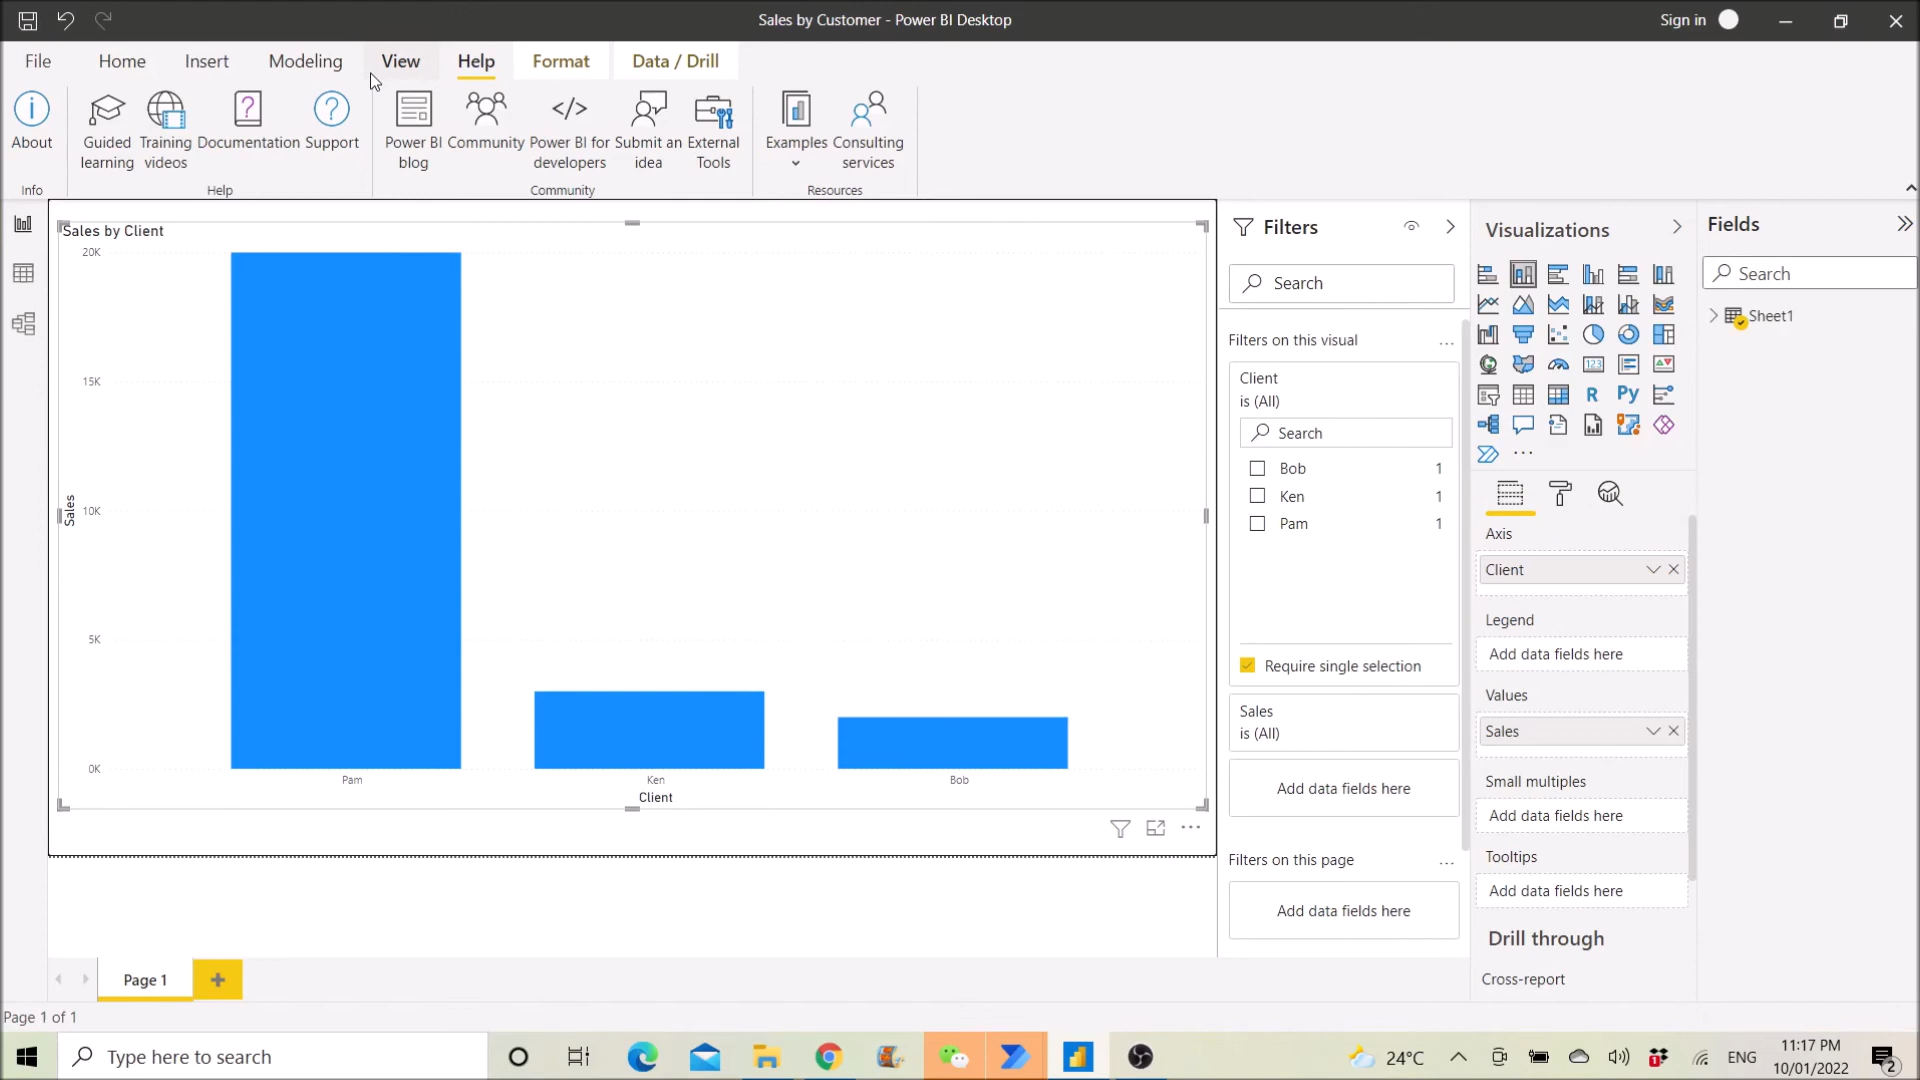 Sales by Customer - Power BI Desktop
Sign in
File
Home
Insert
Modeling
View
Help
Format
Data / Drill
About
Guided learning
Training videos
Documentation
Support
Power BI blog
Community
Power BI for developers
Submit an idea
External Tools
Examples
Consulting services
Info
Help
Community
Resources
Sales by Client
20K
15K
10K
5K
0K
Sales
Pam
Ken
Bob
Client
Filters
Search
Filters on this visual
...
Client
is (All)
Search
Bob 1
Ken 1
Pam 1
Require single selection
Sales
is (All)
Add data fields here
Filters on this page
...
Add data fields here
Visualizations
123
R
Py
...
Axis
Client
Legend
Add data fields here
Values
Sales
Small multiples
Add data fields here
Tooltips
Add data fields here
Drill through
Cross-report
Fields
Search
Sheet1
Page 1
Page 1 of 1
Type here to search
24°C
1
ENG
11:17 PM
10/01/2022
2